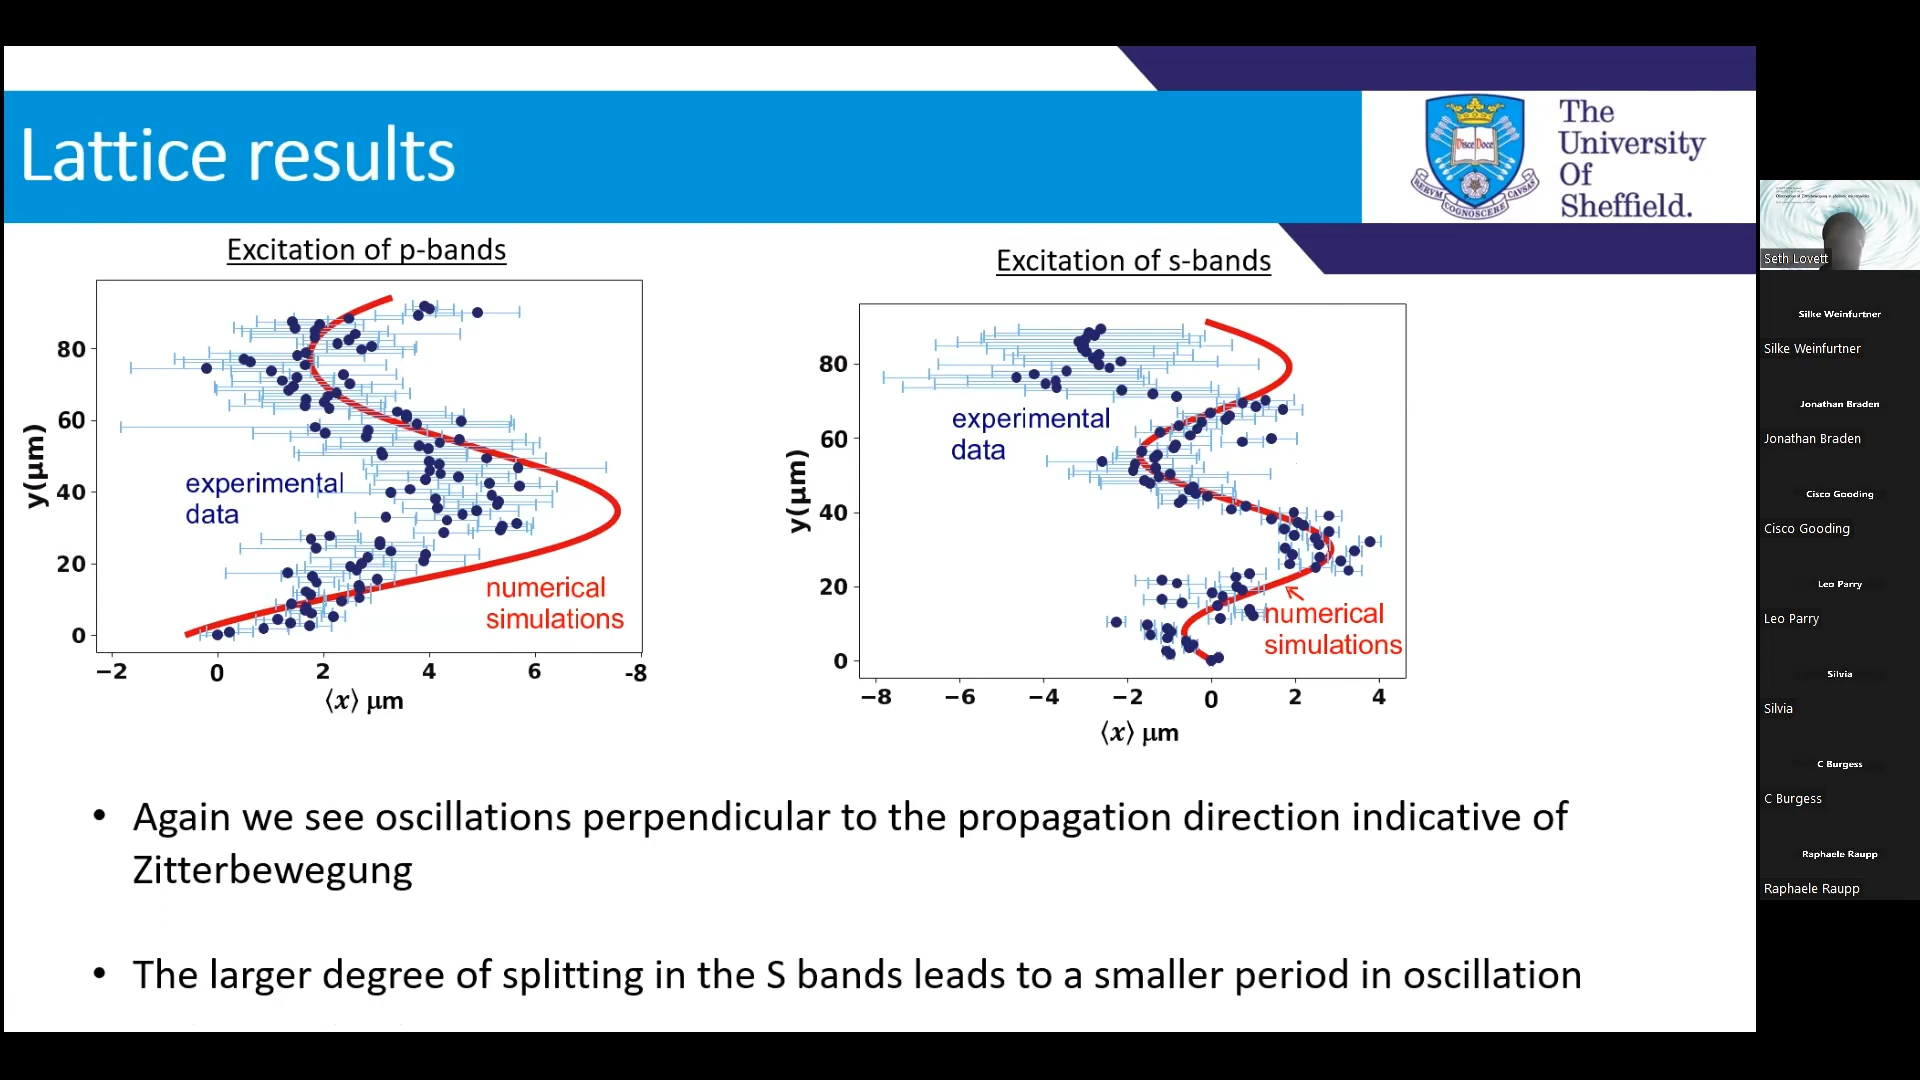 Lattice results
The
University
Of
Sheffield.
Disce Doce
RERVM COGNOSCERE CAVSAS
Excitation of p-bands
80
60
40
20
0
y(μm)
experimental
data
numerical
simulations
−2 0 2 4 6 -8
⟨x⟩ μm
Excitation of s-bands
80
60
40
20
0
y(μm)
experimental
data
numerical
simulations
−8 −6 −4 −2 0 2 4
⟨x⟩ μm
• Again we see oscillations perpendicular to the propagation direction indicative of
Zitterbewegung
• The larger degree of splitting in the S bands leads to a smaller period in oscillation
Seth Lovett
Silke Weinfurtner
Silke Weinfurtner
Jonathan Braden
Jonathan Braden
Cisco Gooding
Cisco Gooding
Leo Parry
Leo Parry
Silvia
Silvia
C Burgess
C Burgess
Raphaele Raupp
Raphaele Raupp